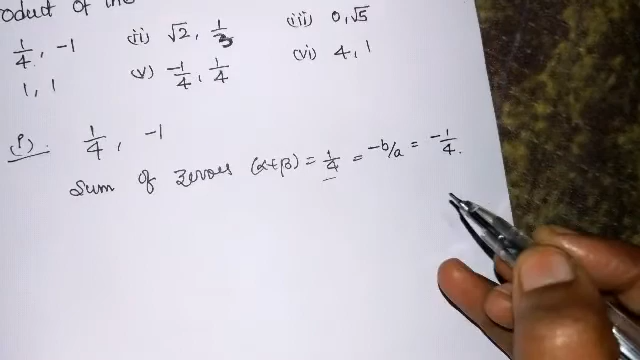 roduct of the
1/4, -1 (ii) √2, 1/3 (iii) 0, √5
1, 1 (v) -1/4, 1/4 (vi) 4, 1
(i). 1/4, -1
Sum of Zeroes (α+β) = 1/4 = -b/a = -1/4.